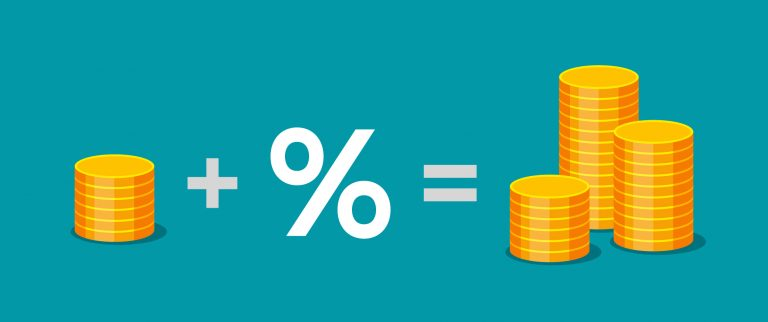 + % =